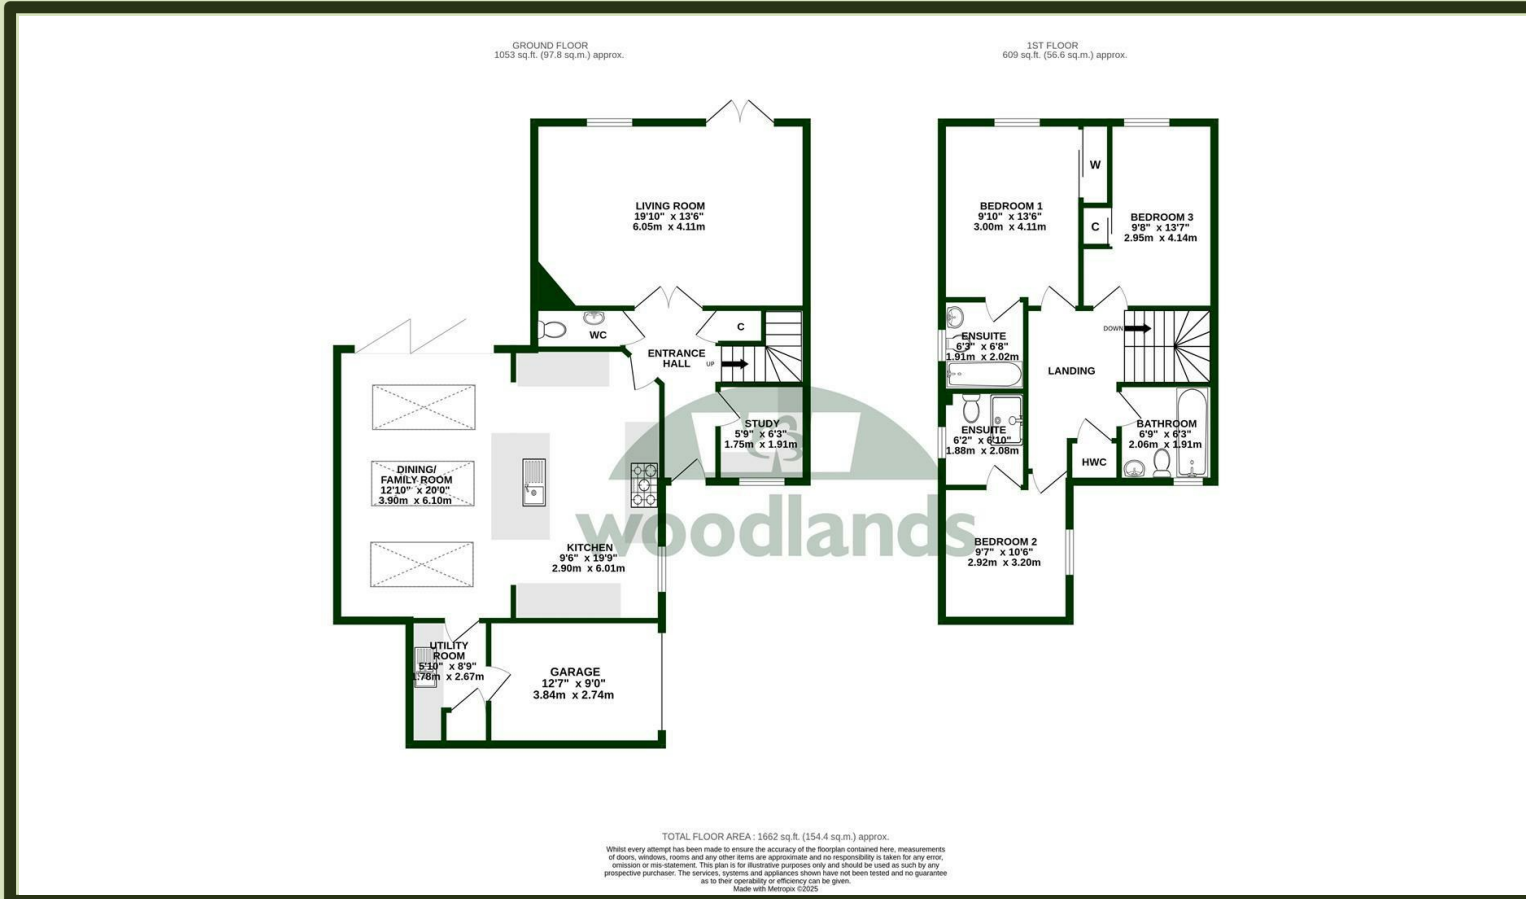 GROUND FLOOR
1053 sq.ft. (97.8 sq.m.) approx.
1ST FLOOR
609 sq.ft. (56.6 sq.m.) approx.
LIVING ROOM
19'10" x 13'6"
6.05m x 4.11m
WC
C
ENTRANCE
HALL
UP
STUDY
5'9" x 6'3"
1.75m x 1.91m
DINING/
FAMILY ROOM
12'10" x 20'0"
3.90m x 6.10m
KITCHEN
9'6" x 19'9"
2.90m x 6.01m
UTILITY
ROOM
5'10" x 8'9"
1.78m x 2.67m
GARAGE
12'7" x 9'0"
3.84m x 2.74m
BEDROOM 1
9'10" x 13'6"
3.00m x 4.11m
W
C
BEDROOM 3
9'8" x 13'7"
2.95m x 4.14m
ENSUITE
6'3" x 6'8"
1.91m x 2.02m
DOWN
LANDING
ENSUITE
6'2" x 6'10"
1.88m x 2.08m
BATHROOM
6'9" x 6'3"
2.06m x 1.91m
HWC
BEDROOM 2
9'7" x 10'6"
2.92m x 3.20m
woodlands
TOTAL FLOOR AREA : 1662 sq.ft. (154.4 sq.m.) approx.
Whilst every attempt has been made to ensure the accuracy of the floorplan contained here, measurements
of doors, windows, rooms and any other items are approximate and no responsibility is taken for any error,
omission or mis-statement. This plan is for illustrative purposes only and should be used as such by any
prospective purchaser. The services, systems and appliances shown have not been tested and no guarantee
as to their operability or efficiency can be given.
Made with Metropix ©2025